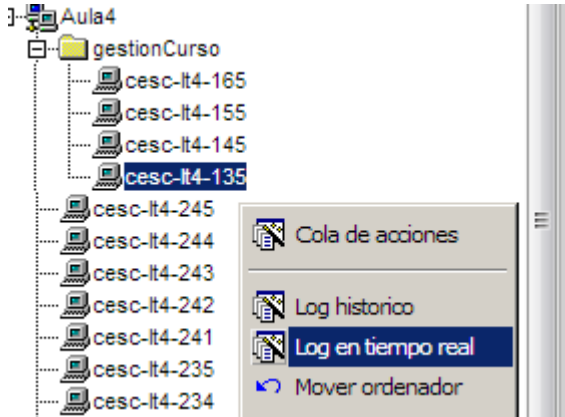 Aula4
gestionCurso
cesc-lt4-165
cesc-lt4-155
cesc-lt4-145
cesc-lt4-135
cesc-lt4-245
cesc-lt4-244
cesc-lt4-243
cesc-lt4-242
cesc-lt4-241
cesc-lt4-235
cesc-lt4-234
Cola de acciones
Log historico
Log en tiempo real
Mover ordenador